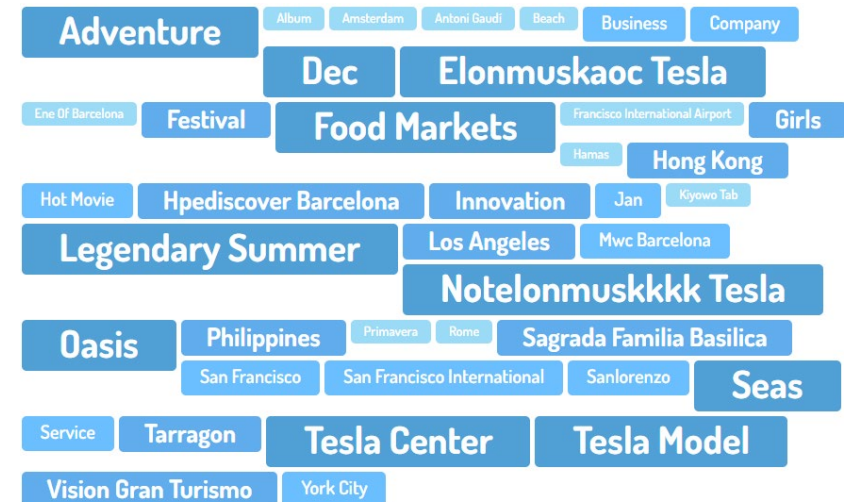 Adventure Album Amsterdam Antoni Gaudí Beach Business Company
Dec Elonmuskaoc Tesla
Ene Of Barcelona Festival Food Markets Francisco International Airport Girls
Hamas Hong Kong
Hot Movie Hpediscover Barcelona Innovation Jan Kiyowo Tab
Legendary Summer Los Angeles Mwc Barcelona
Notelonmuskkkk Tesla
Oasis Philippines Primavera Rome Sagrada Familia Basilica
San Francisco San Francisco International Sanlorenzo Seas
Service Tarragon Tesla Center Tesla Model
Vision Gran Turismo York City